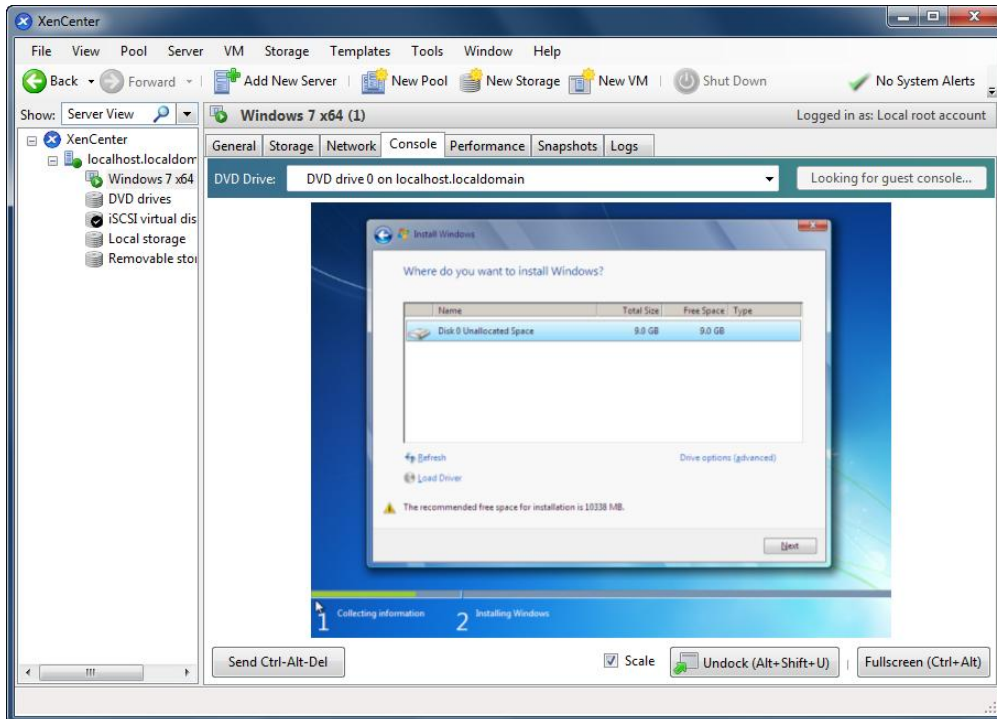 XenCenter
File View Pool Server VM Storage Templates Tools Window Help
Back Forward Add New Server New Pool New Storage New VM Shut Down No System Alerts
Show: Server View Windows 7 x64 (1) Logged in as: Local root account
XenCenter
localhost.localdom
Windows 7 x64
DVD drives
iSCSI virtual dis
Local storage
Removable stor
General Storage Network Console Performance Snapshots Logs
DVD Drive: DVD drive 0 on localhost.localdomain Looking for guest console...
Install Windows
Where do you want to install Windows?
Name Total Size Free Space Type
Disk 0 Unallocated Space 9.0 GB 9.0 GB
Refresh Drive options (advanced)
Load Driver
The recommended free space for installation is 10338 MB.
Next
1 Collecting information 2 Installing Windows
Send Ctrl-Alt-Del Scale Undock (Alt+Shift+U) Fullscreen (Ctrl+Alt)